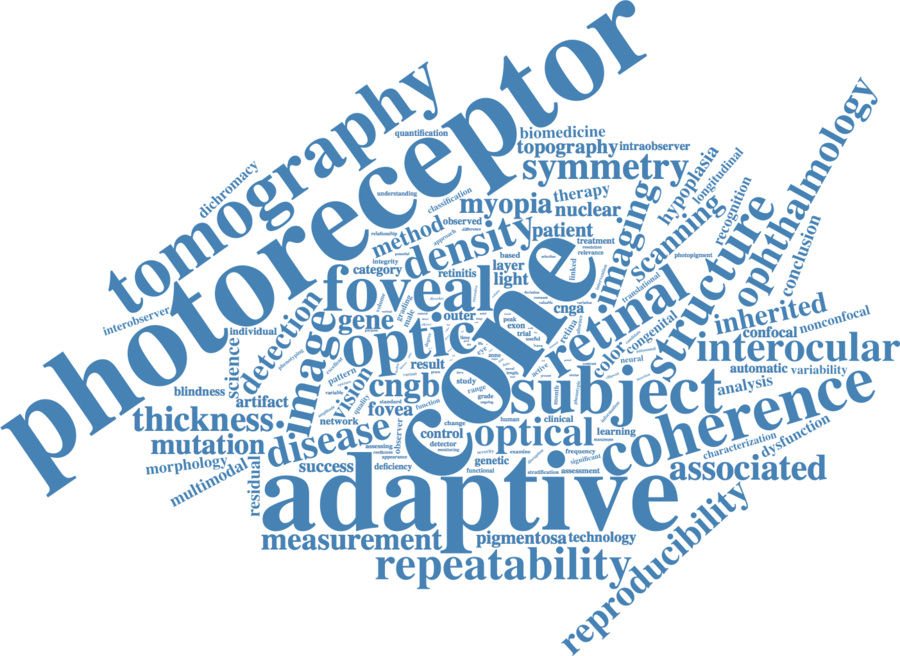 photoreceptor
tomography
cone
adaptive
quantification
biomedicine
topography
intraobserver
symmetry
dichromacy
understanding
classification
myopia
therapy
nuclear
hypoplasia
longitudinal
recognition
ophthalmology
imaging
scanning
structure
conclusion
relationship
method
observed
approach
difference
density
patient
treatment
relevance
photopigment
integrity
category
retinitis
based
layer
light
linked
translational
interobserver
foveal
grading
male
outer
gene
peak
exon
trial
useful
cnga
retina
retinal
congenital
inherited
confocal
nonconfocal
individual
detection
image
optic
color
neural
interocular
science
phenotyping
result
eye
active
automatic
variability
blindness
artifact
pattern
vision
variable
quality
cngb
study
range
grade
subject
analysis
coherence
thickness
standard
fovea
function
network
observer
disease
change
control
detector
monitoring
human
clinical
optical
learning
mutation
assessing
appearance
genetic
frequency
significant
characterization
dysfunction
morphology
multimodal
residual
success
deficiency
functional
stratification
assessment
associated
measurement
pigmentosa
technology
repeatability
reproducibility